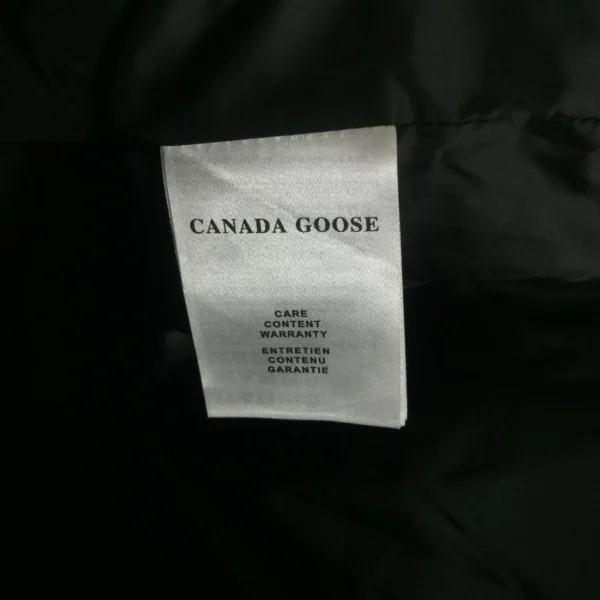 CANADA GOOSE
CARE
CONTENT
WARRANTY
ENTRETIEN
CONTENU
GARANTIE